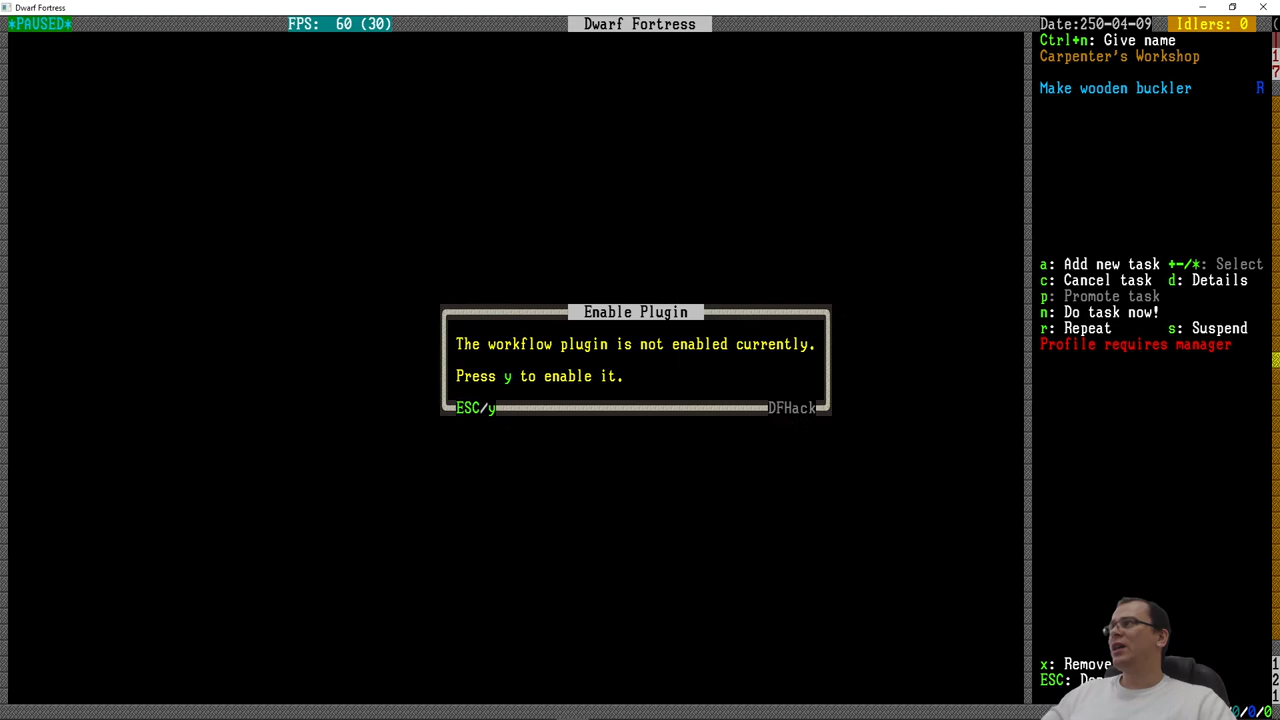 Dwarf Fortress
*PAUSED*
FPS: 60 (30)
Dwarf Fortress
Date:250-04-09
Idlers: 0
Ctrl+n: Give name
Carpenter's Workshop
Make wooden buckler R
a: Add new task +-/*: Select
c: Cancel task d: Details
p: Promote task
n: Do task now!
r: Repeat s: Suspend
Profile requires manager
Enable Plugin
The workflow plugin is not enabled currently.
Press y to enable it.
ESC/y
DFHack
x: Remove
ESC:
/0/0